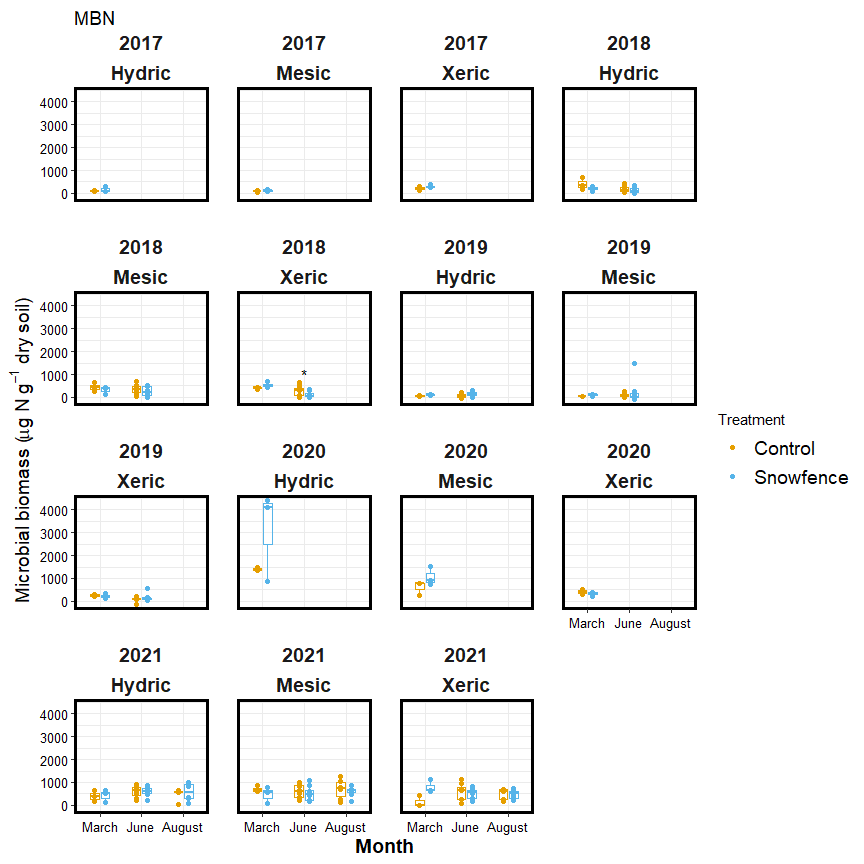 MBN
2017 2017 2017 2018
Hydric Mesic Xeric Hydric
4000
3000
2000
1000
0
2018 2018 2019 2019
Mesic Xeric Hydric Mesic
4000
3000
2000
1000
0
*
2019 2020 2020 2020
Xeric Hydric Mesic Xeric
4000
3000
2000
1000
0
March June August
2021 2021 2021
Hydric Mesic Xeric
4000
3000
2000
1000
0
March June August March June August March June August
Month
Microbial biomass (μg N g⁻¹ dry soil)
Treatment
Control
Snowfence